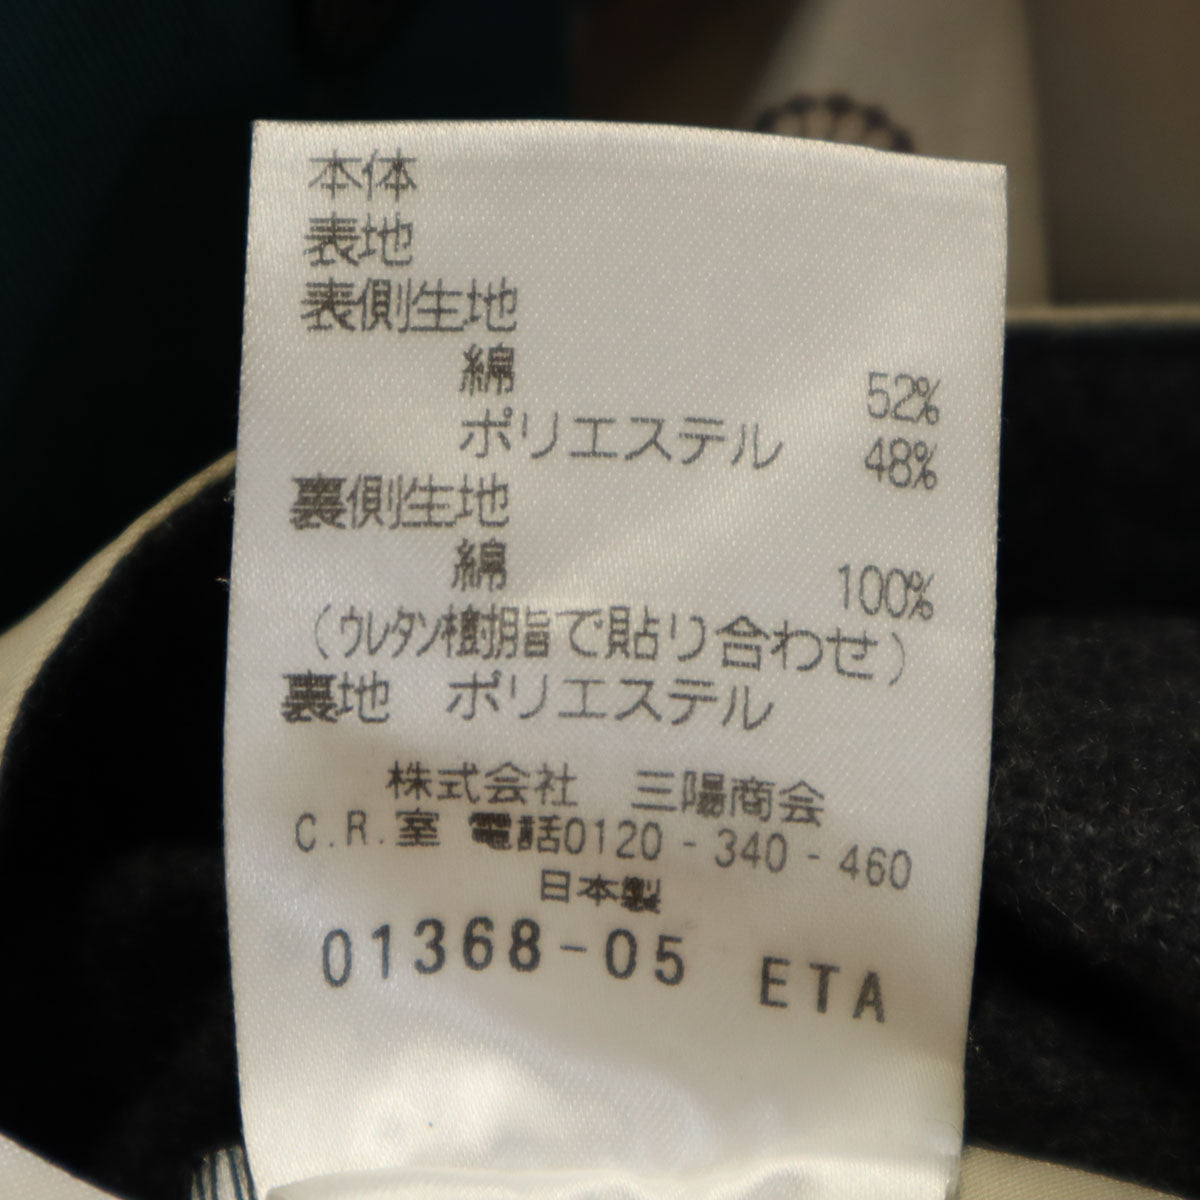 本体
表地
表側生地
綿 52%
ポリエステル 48%
裏側生地
綿 100%
(ウレタン樹脂で貼り合わせ)
裏地 ポリエステル
株式会社 三陽商会
C.R.室 電話0120-340-460
日本製
01368-05 ETA